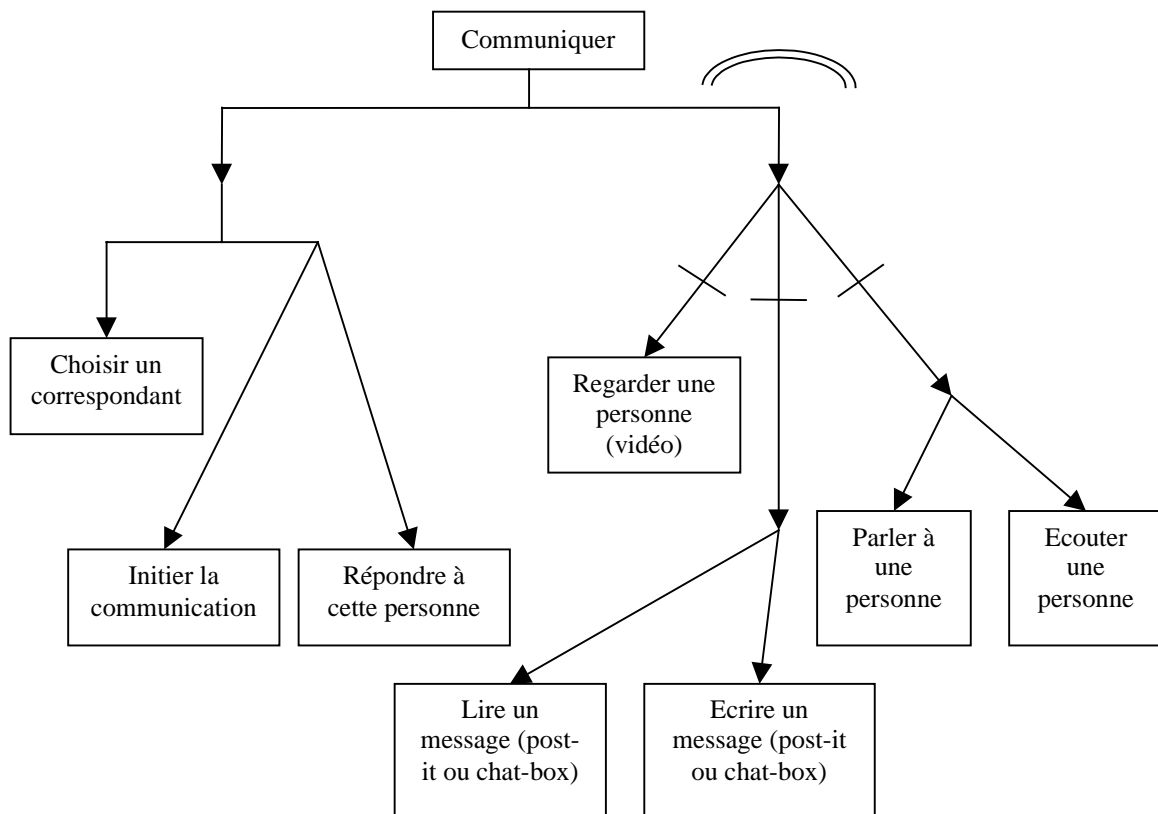 Communiquer
Choisir un
correspondant
Regarder une
personne
(vidéo)
Initier la
communication
Répondre à
cette personne
Parler à
une
personne
Ecouter
une
personne
Lire un
message (post-
it ou chat-box)
Ecrire un
message (post-it
ou chat-box)